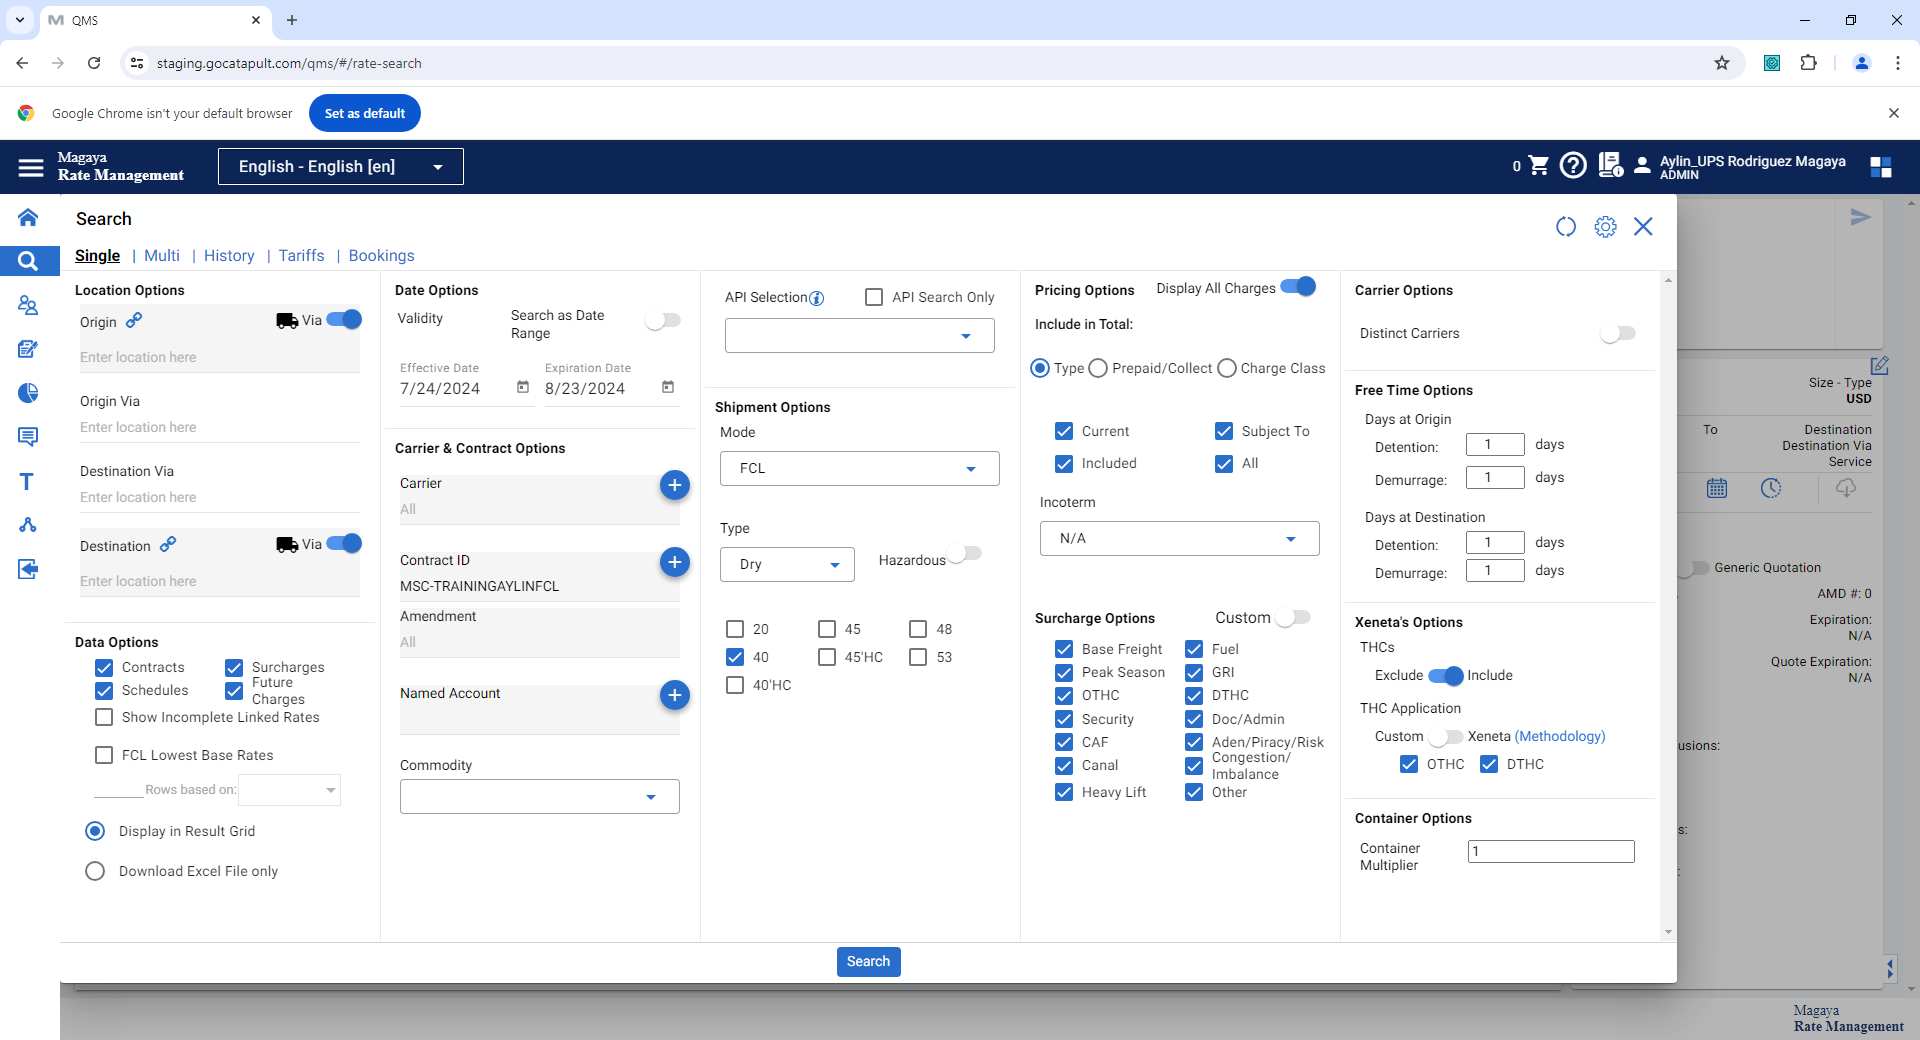 QMS
staging.gocatapult.com/qms/#/rate-search
Google Chrome isn't your default browser
Set as default
Magaya
Rate Management
English - English [en]
0
Aylin_UPS Rodriguez Magaya
ADMIN
Search
Single | Multi | History | Tariffs | Bookings
Location Options
Origin
Via
Enter location here
Origin Via
Enter location here
Destination Via
Enter location here
Destination
Via
Enter location here
Data Options
Contracts
Surcharges
Schedules
Future Charges
Show Incomplete Linked Rates
FCL Lowest Base Rates
Rows based on:
Display in Result Grid
Download Excel File only
Date Options
Validity
Search as Date Range
Effective Date
7/24/2024
Expiration Date
8/23/2024
Carrier & Contract Options
Carrier
All
Contract ID
MSC-TRAININGAYLINFCL
Amendment
All
Named Account
Commodity
API Selection
API Search Only
Shipment Options
Mode
FCL
Type
Dry
Hazardous
20
45
48
40
45'HC
53
40'HC
Pricing Options
Display All Charges
Include in Total:
Type
Prepaid/Collect
Charge Class
Current
Subject To
Included
All
Incoterm
N/A
Surcharge Options
Custom
Base Freight
Fuel
Peak Season
GRI
OTHC
DTHC
Security
Doc/Admin
CAF
Aden/Piracy/Risk
Canal
Congestion/
Imbalance
Heavy Lift
Other
Carrier Options
Distinct Carriers
Free Time Options
Days at Origin
Detention: 1 days
Demurrage: 1 days
Days at Destination
Detention: 1 days
Demurrage: 1 days
Xeneta's Options
THCs
Exclude
Include
THC Application
Custom
Xeneta (Methodology)
OTHC
DTHC
Container Options
Container Multiplier
1
Search
Size - Type
USD
To
Destination
Destination Via
Service
Generic Quotation
AMD #: 0
Expiration:
N/A
Quote Expiration:
N/A
usions:
s:
:
Magaya
Rate Management